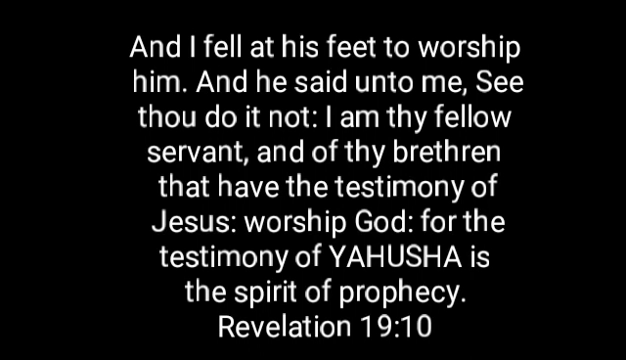 And I fell at his feet to worship
him. And he said unto me, See
thou do it not: I am thy fellow
servant, and of thy brethren
that have the testimony of
Jesus: worship God: for the
testimony of YAHUSHA is
the spirit of prophecy.
Revelation 19:10